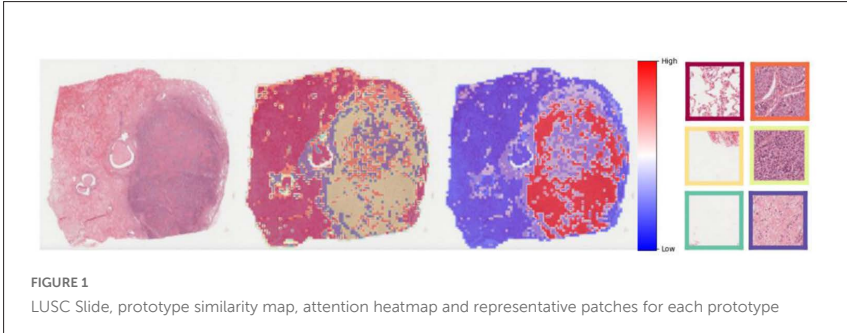 High
Low
FIGURE 1
LUSC Slide, prototype similarity map, attention heatmap and representative patches for each prototype